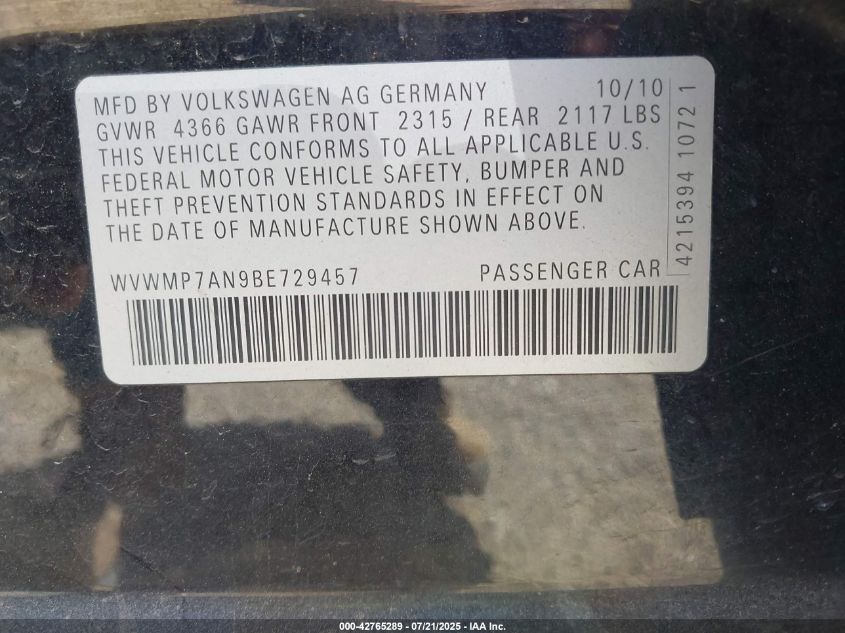 MFD BY VOLKSWAGEN AG GERMANY 10/10
GVWR 4366 GAWR FRONT 2315 / REAR 2117 LBS
THIS VEHICLE CONFORMS TO ALL APPLICABLE U.S.
FEDERAL MOTOR VEHICLE SAFETY, BUMPER AND
THEFT PREVENTION STANDARDS IN EFFECT ON
THE DATE OF MANUFACTURE SHOWN ABOVE.
WVWMP7AN9BE729457 PASSENGER CAR
4215394 1072 1
000-42765289 - 07/21/2025 - IAA Inc.